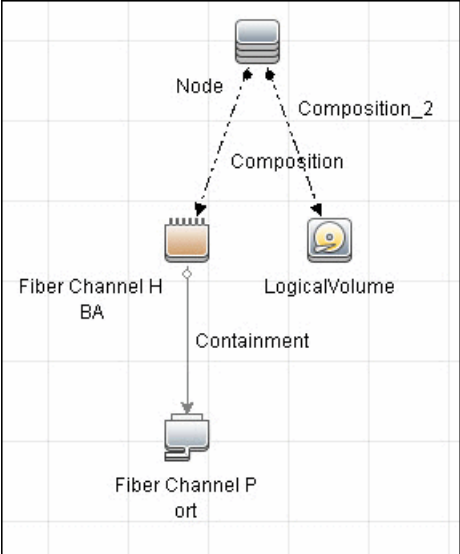 Node
Composition_2
Composition
Fiber Channel H
BA
LogicalVolume
Containment
Fiber Channel P
ort